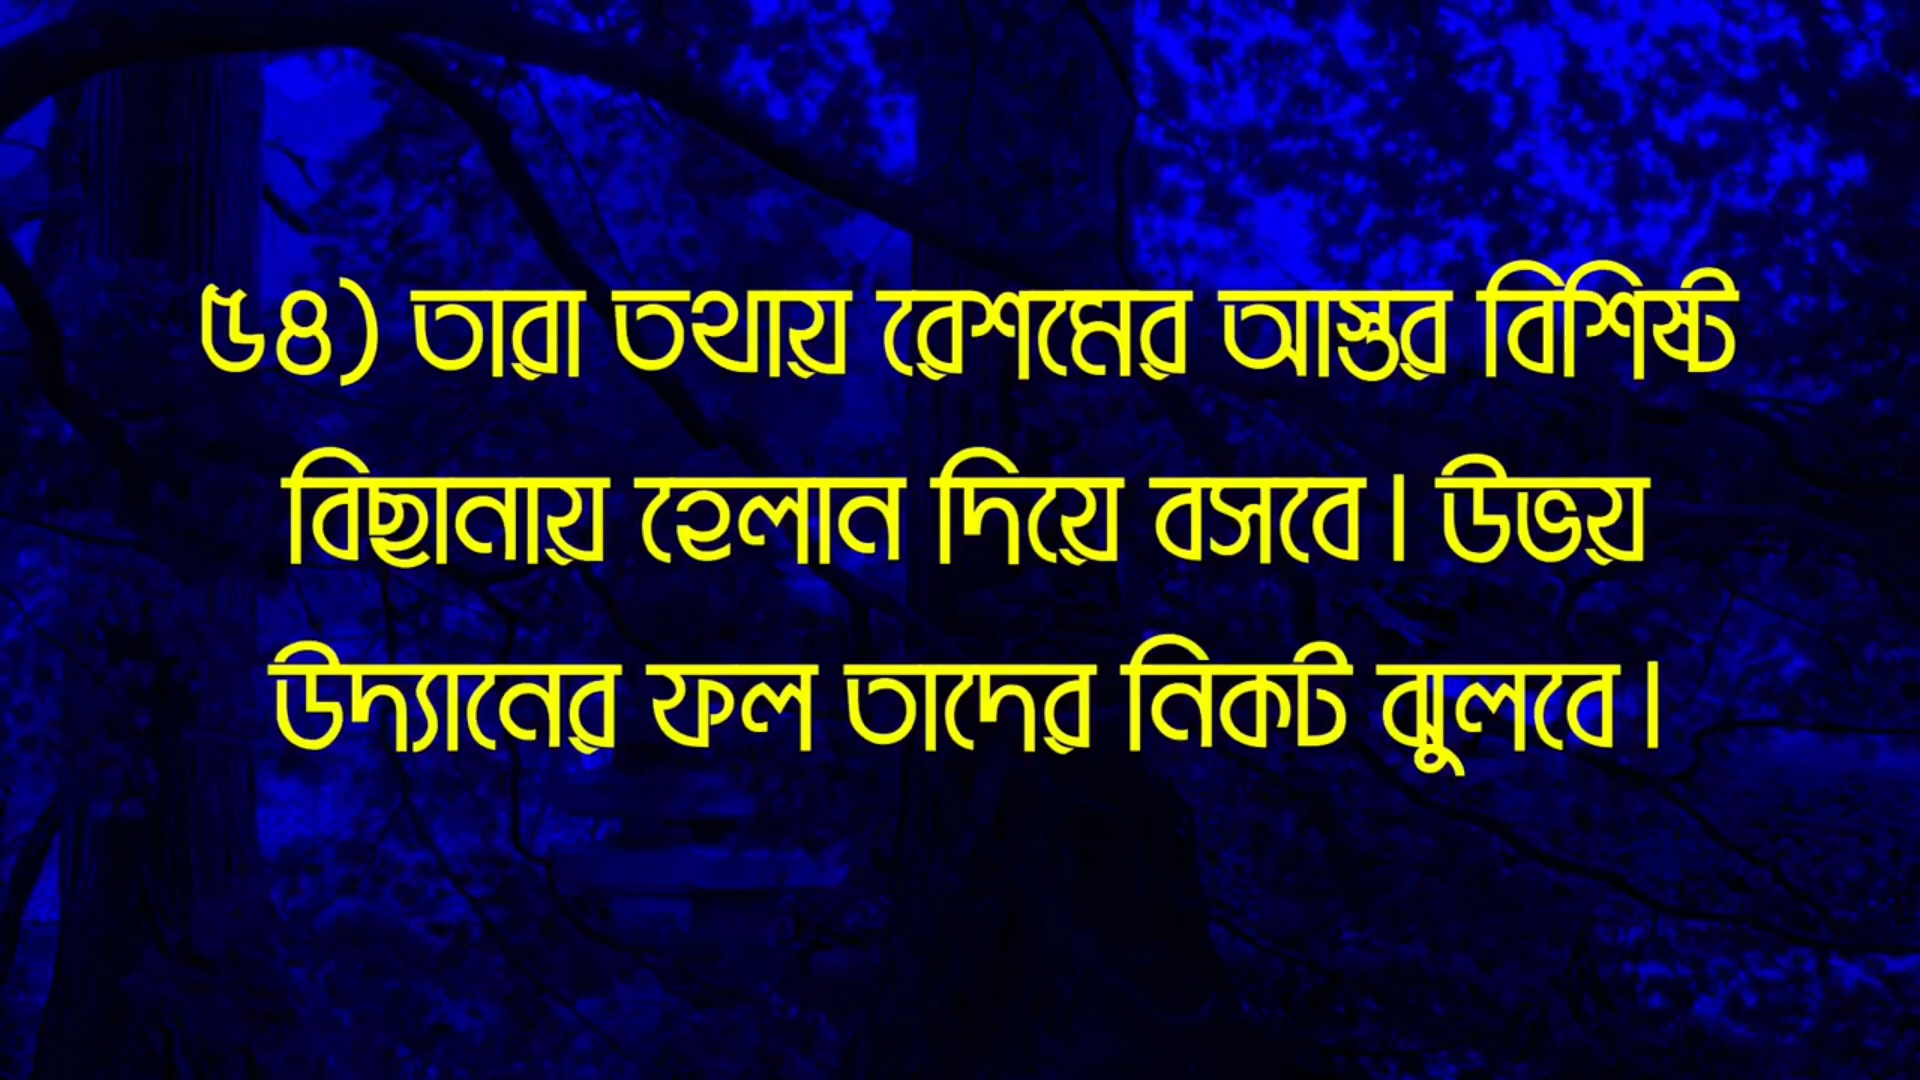 ৫৪) তারা তথায় রেশমের আস্তর বিশিষ্ট
বিছানায় হেলান দিয়ে বসবে। উভয়
উদ্যানের ফল তাদের নিকট ঝুলবে।